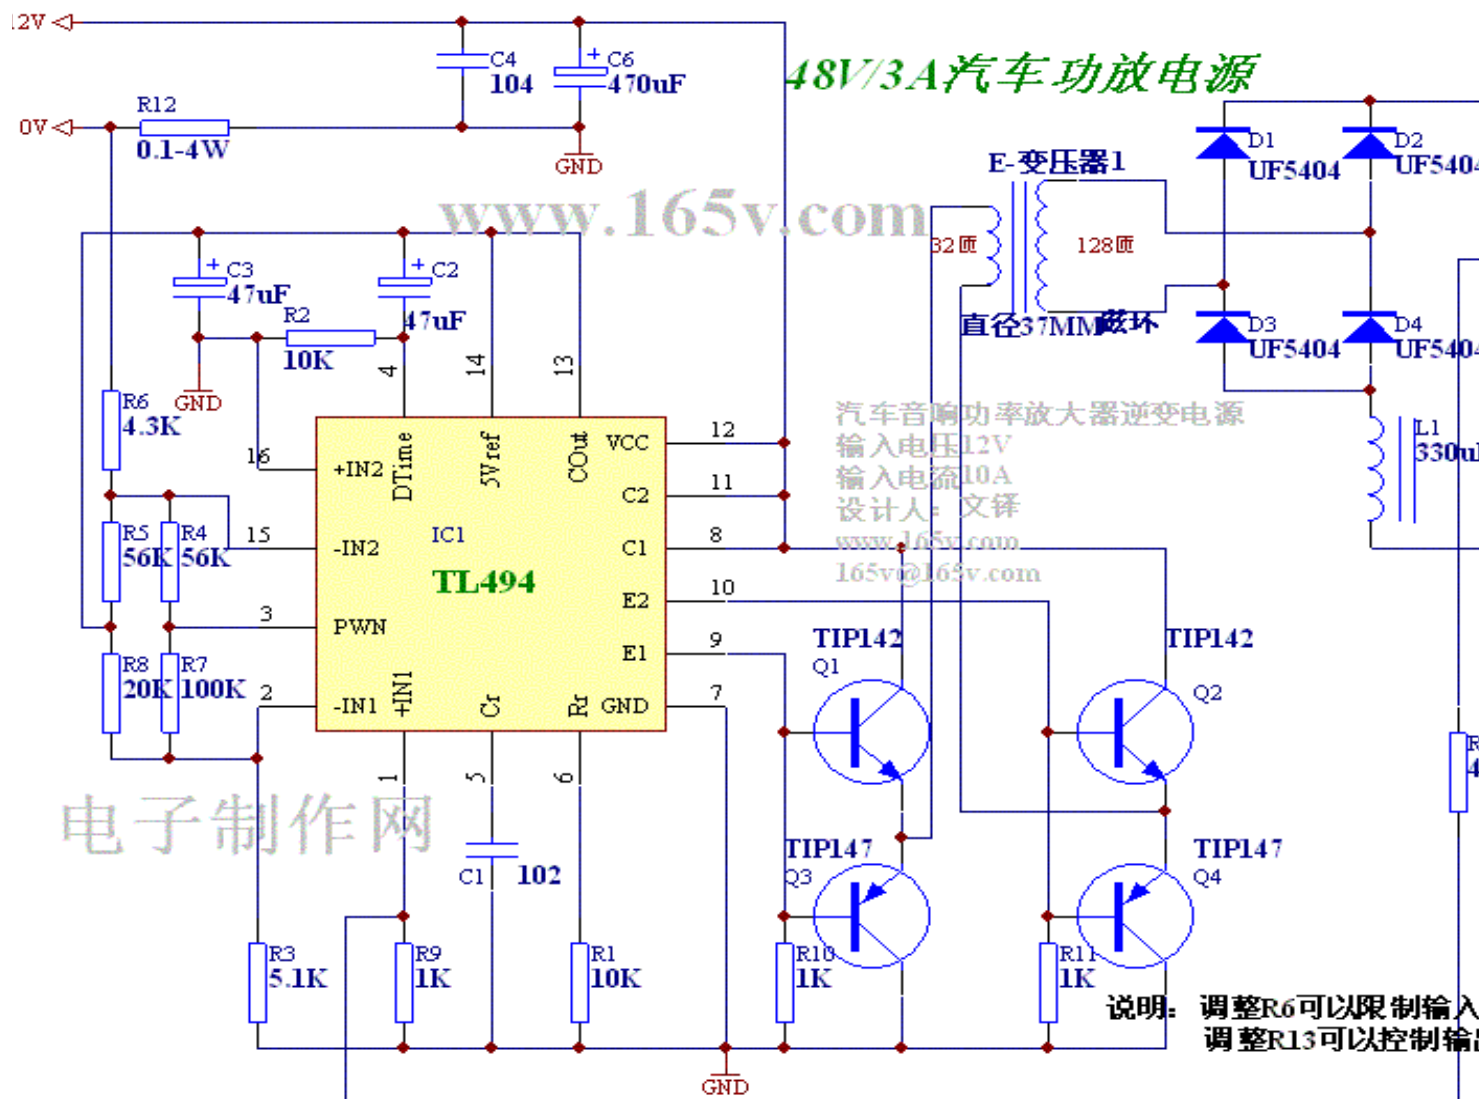 12V
C4
104
C6
470uF
48V/3A汽车功放电源
R12
0V
0.1-4W
GND
D1
UF5404
D2
UF5404
E-变压器1
www.165v.com
32匝
128匝
C3
47uF
C2
47uF
R2
10K
直径37MM磁环
D3
UF5404
D4
UF5404
4
14
13
GND
R6
4.3K
汽车音响功率放大器逆变电源
输入电压12V
输入电流10A
设计人：文铎
www.165v.com
165v@165v.com
L1
330u
16
+IN2
DTime
5Vref
COut
VCC
12
C2
11
R5
56K
R4
56K
15
-IN2
IC1
TL494
C1
8
E2
10
3
PWN
E1
9
TIP142
Q1
TIP142
Q2
R8
20K
R7
100K
2
-IN1
+IN1
Cr
Rr
GND
7
1
5
6
电子制作网
C1
102
TIP147
Q3
TIP147
Q4
R3
5.1K
R9
1K
R1
10K
R10
1K
R11
1K
说明：调整R6可以限制输入
调整R13可以控制输出
GND
R
4